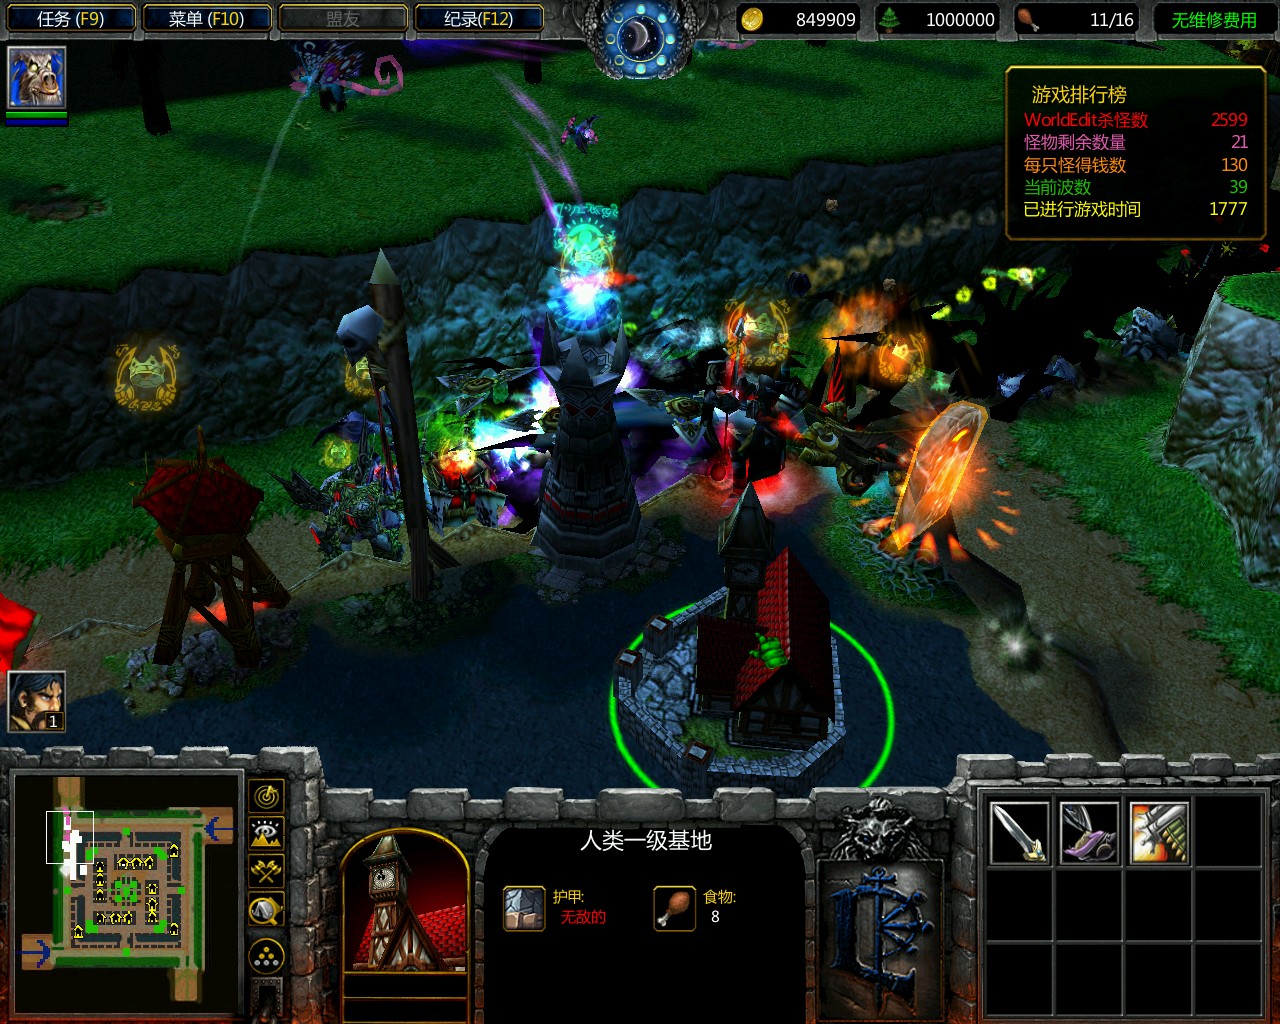 任务 (F9) 菜单 (F10) 盟友 纪录(F12) 849909 1000000 11/16 无维修费用
游戏排行榜
WorldEdit杀怪数 2599
怪物剩余数量 21
每只怪得钱数 130
当前波数 39
已进行游戏时间 1777
1
人类一级基地
护甲: 食物:
无敌的 8